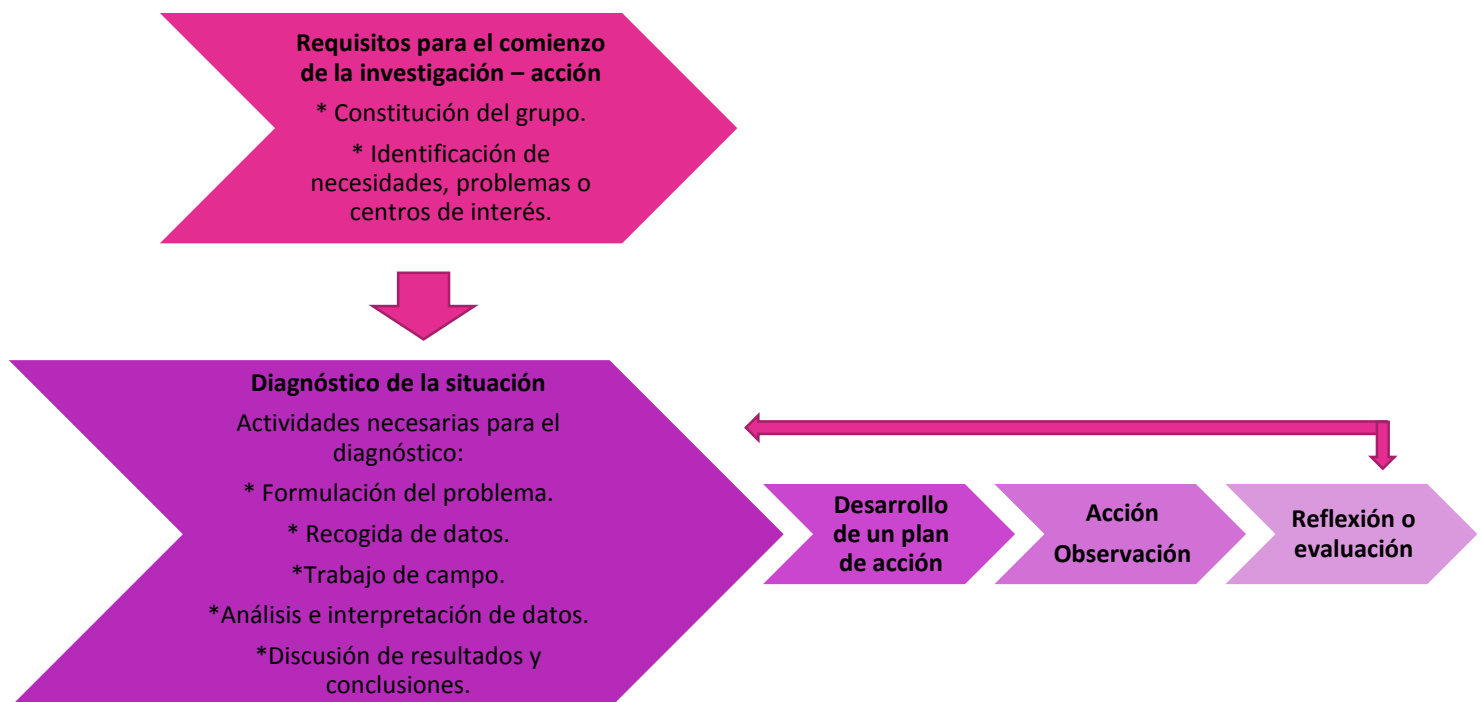 Requisitos para el comienzo
de la investigación – acción
* Constitución del grupo.
* Identificación de
necesidades, problemas o
centros de interés.
Diagnóstico de la situación
Actividades necesarias para el
diagnóstico:
* Formulación del problema.
* Recogida de datos.
*Trabajo de campo.
*Análisis e interpretación de datos.
*Discusión de resultados y
conclusiones.
Desarrollo
de un plan
de acción
Acción
Observación
Reflexión o
evaluación